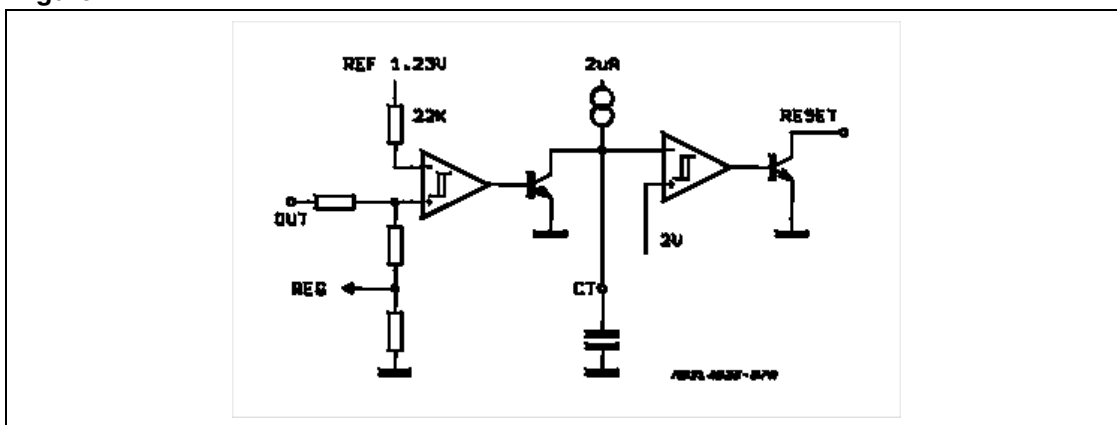 REF 1.23V
2uA
22K
RESET
OUT
2V
REG
CT